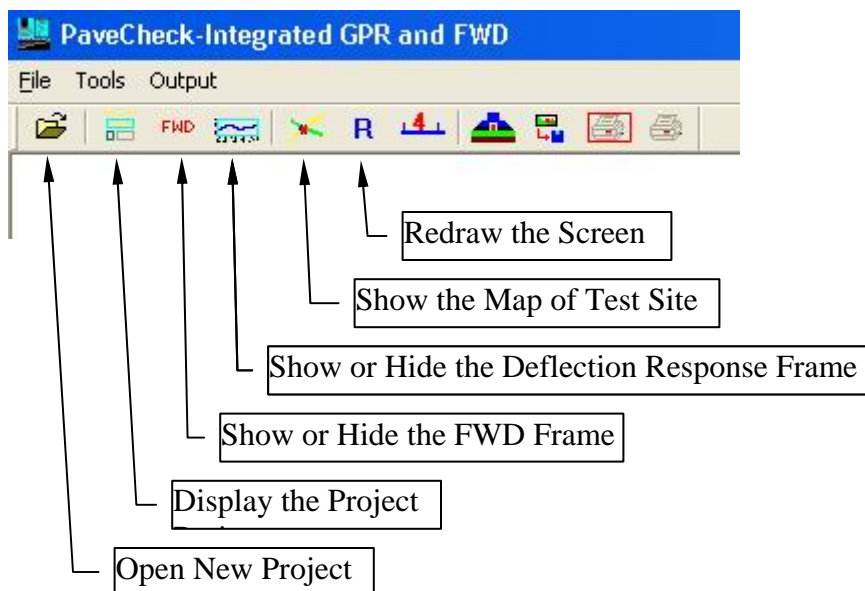 PaveCheck-Integrated GPR and FWD
File Tools Output
FWD R 4
Redraw the Screen
Show the Map of Test Site
Show or Hide the Deflection Response Frame
Show or Hide the FWD Frame
Display the Project
Open New Project